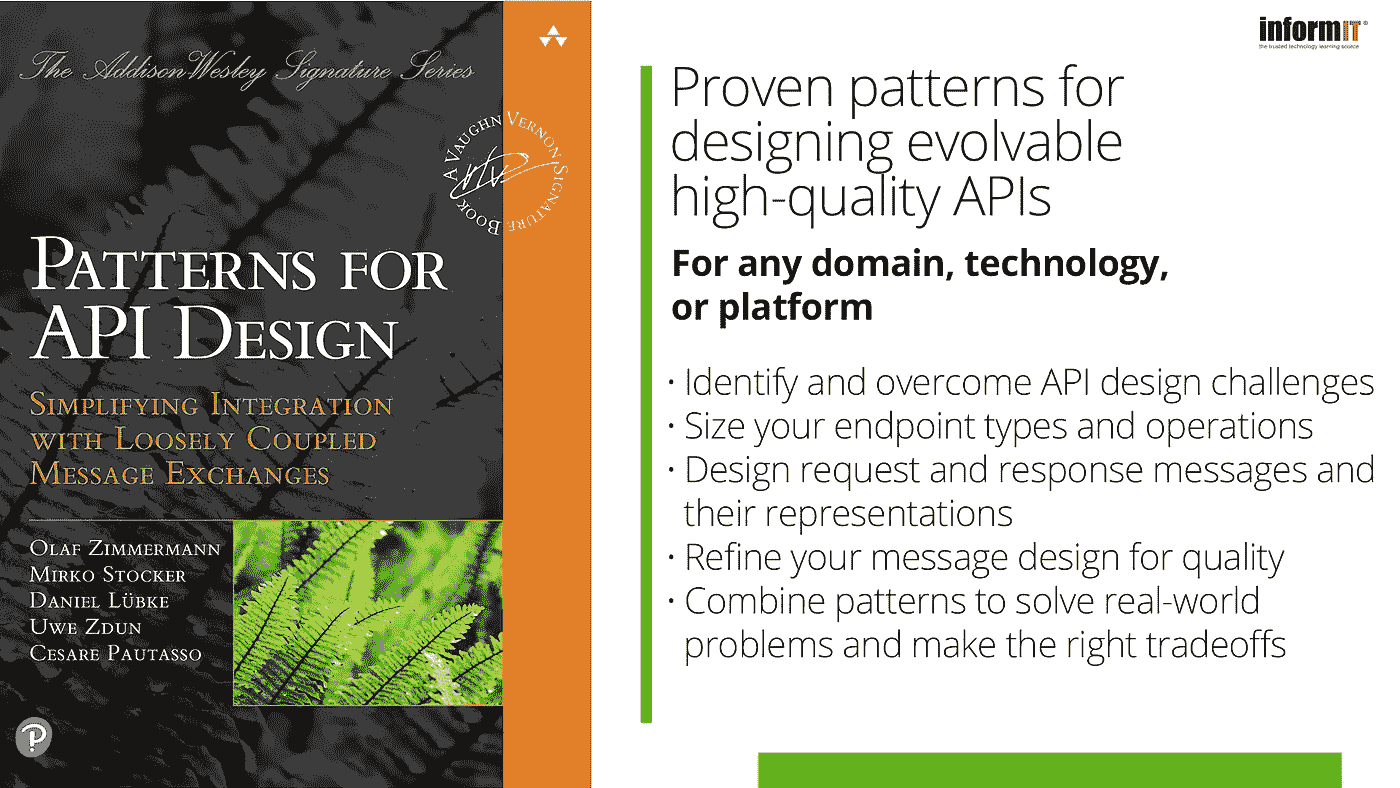 The Addison Wesley Signature Series
A VAUGHN VERNON SIGNATURE BOOK
PATTERNS FOR
API DESIGN
SIMPLIFYING INTEGRATION
WITH LOOSELY COUPLED
MESSAGE EXCHANGES
OLAF ZIMMERMANN
MIRKO STOCKER
DANIEL LÜBKE
UWE ZDUN
CESARE PAUTASSO
P
informIT®
the trusted technology learning source
Proven patterns for
designing evolvable
high-quality APIs
For any domain, technology,
or platform
· Identify and overcome API design challenges
· Size your endpoint types and operations
· Design request and response messages and
their representations
· Refine your message design for quality
· Combine patterns to solve real-world
problems and make the right tradeoffs